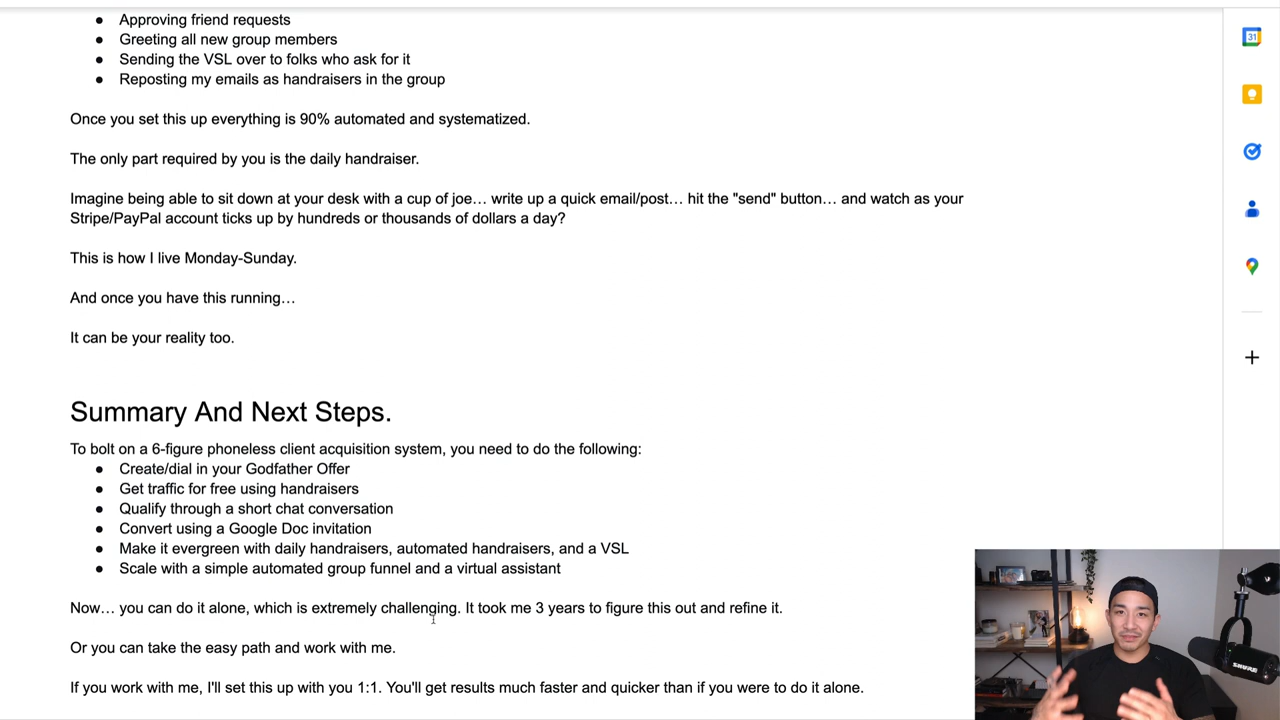 ● Approving friend requests
● Greeting all new group members
● Sending the VSL over to folks who ask for it
● Reposting my emails as handraisers in the group
Once you set this up everything is 90% automated and systematized.
The only part required by you is the daily handraiser.
Imagine being able to sit down at your desk with a cup of joe… write up a quick email/post… hit the "send" button… and watch as your
Stripe/PayPal account ticks up by hundreds or thousands of dollars a day?
This is how I live Monday-Sunday.
And once you have this running…
It can be your reality too.
Summary And Next Steps.
To bolt on a 6-figure phoneless client acquisition system, you need to do the following:
● Create/dial in your Godfather Offer
● Get traffic for free using handraisers
● Qualify through a short chat conversation
● Convert using a Google Doc invitation
● Make it evergreen with daily handraisers, automated handraisers, and a VSL
● Scale with a simple automated group funnel and a virtual assistant
Now… you can do it alone, which is extremely challenging. It took me 3 years to figure this out and refine it.
Or you can take the easy path and work with me.
If you work with me, I'll set this up with you 1:1. You'll get results much faster and quicker than if you were to do it alone.
31
SHURE